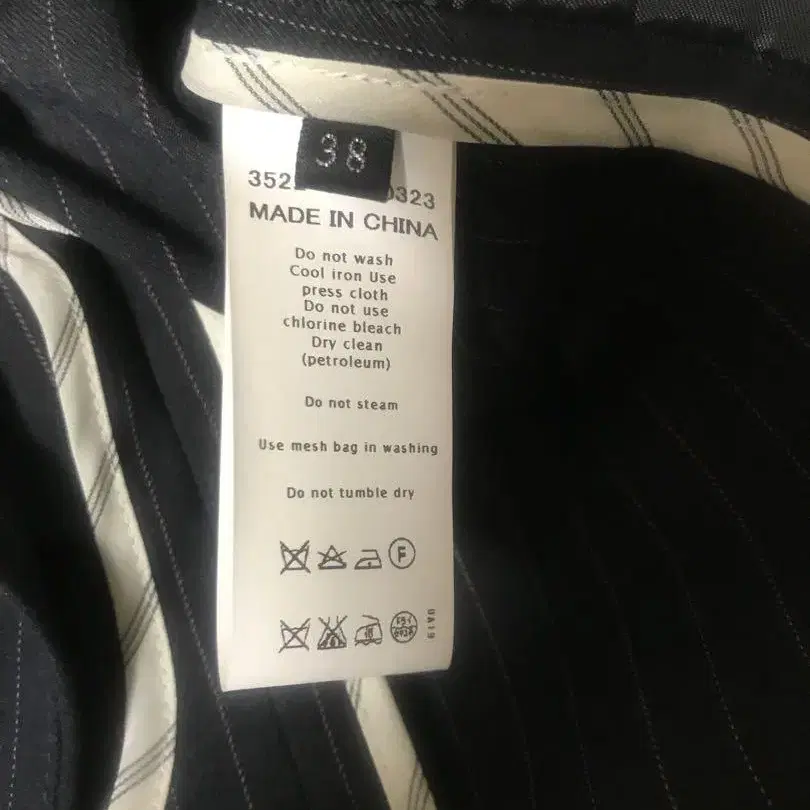 38
352 0323
MADE IN CHINA
Do not wash
Cool iron Use
press cloth
Do not use
chlorine bleach
Dry clean
(petroleum)
Do not steam
Use mesh bag in washing
Do not tumble dry
F